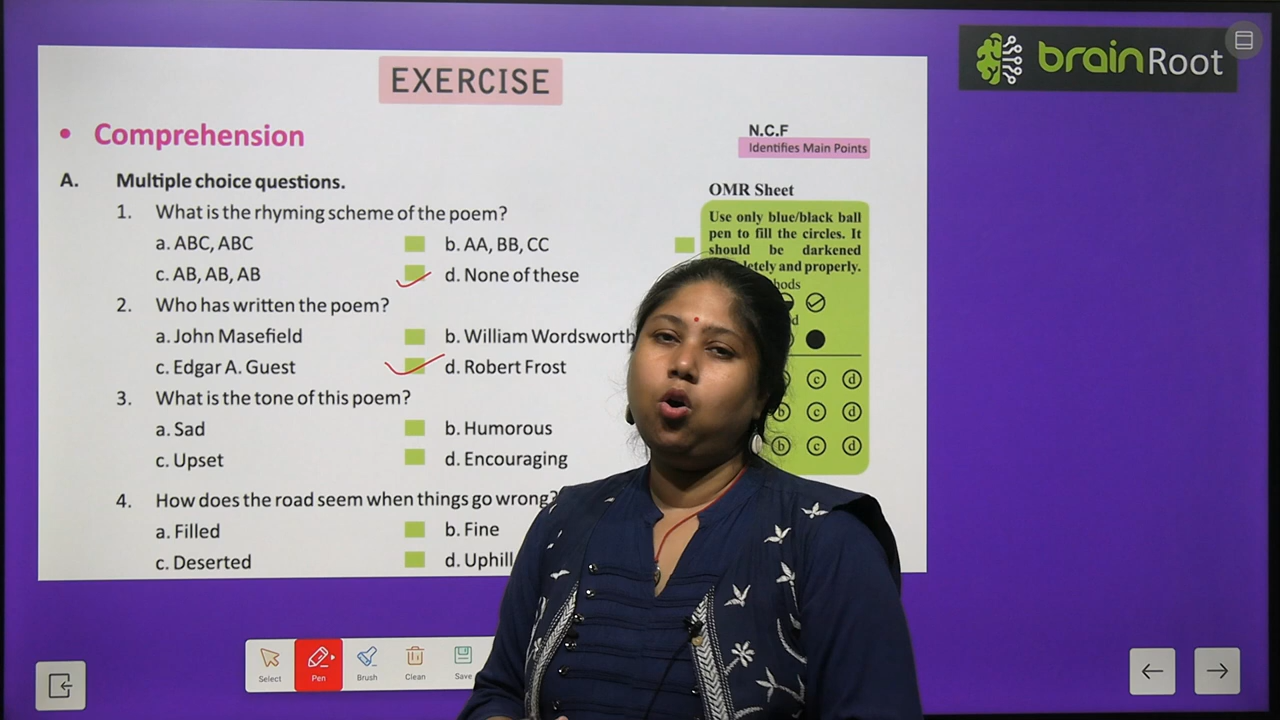 brainRoot
EXERCISE
• Comprehension
N.C.F
Identifies Main Points
A. Multiple choice questions.
OMR Sheet
Use only blue/black ball
pen to fill the circles. It
should be darkened
and properly.
1. What is the rhyming scheme of the poem?
a. ABC, ABC b. AA, BB, CC
c. AB, AB, AB d. None of these
2. Who has written the poem?
a. John Masefield b. William Wordsworth
c. Edgar A. Guest d. Robert Frost
c d
b c d
b c d
3. What is the tone of this poem?
a. Sad b. Humorous
c. Upset d. Encouraging
4. How does the road seem when things go wrong?
a. Filled b. Fine
c. Deserted d. Uphill
Select Pen Brush Clean Save